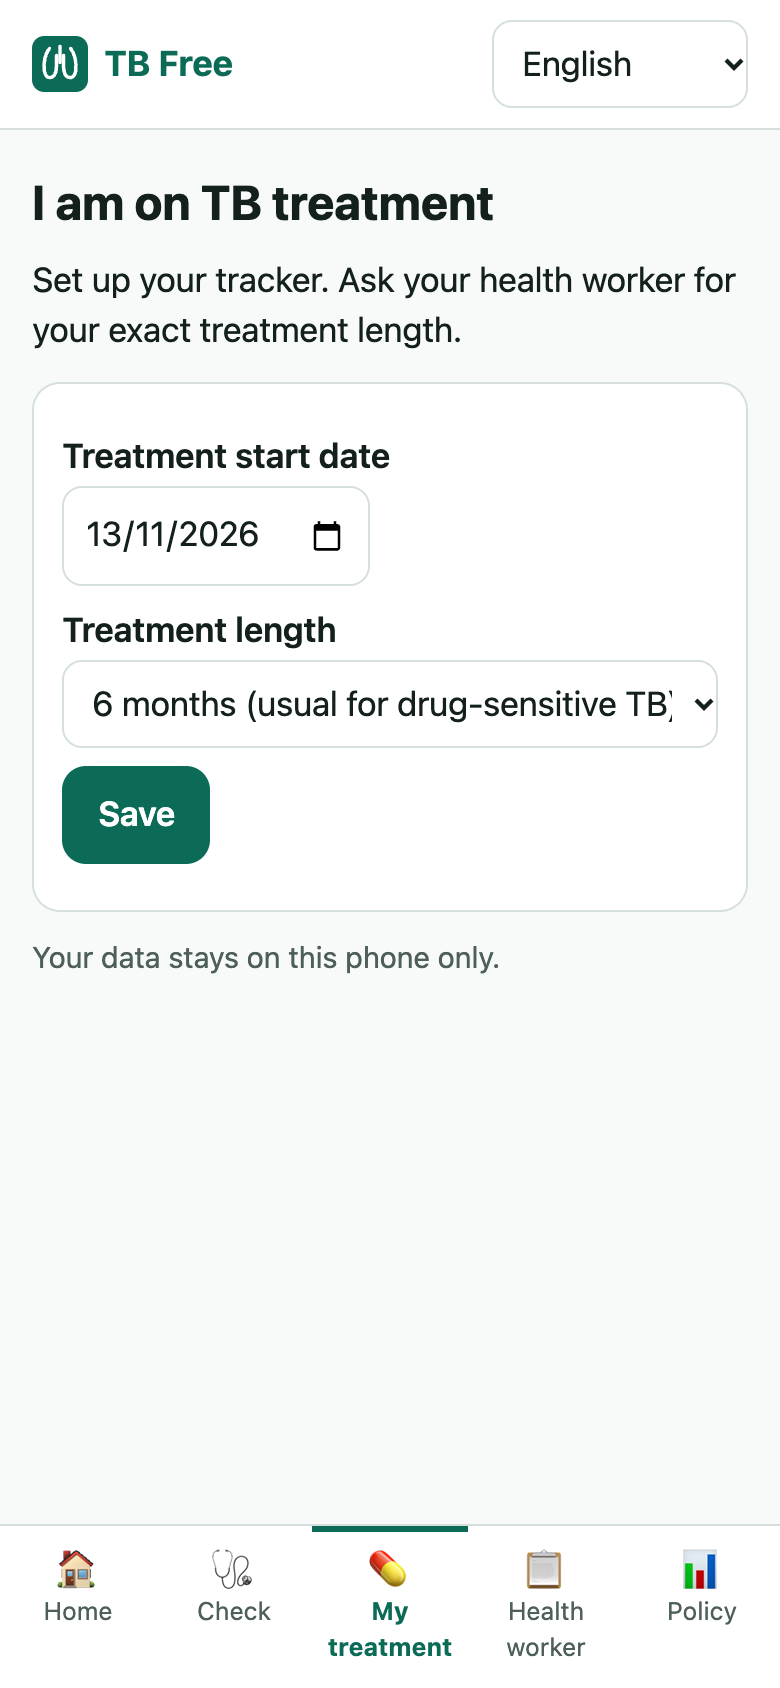 TB Free
English
I am on TB treatment
Set up your tracker. Ask your health worker for
your exact treatment length.
Treatment start date
13/11/2026
Treatment length
6 months (usual for drug-sensitive TB)
Save
Your data stays on this phone only.
Home
Check
My
treatment
Health
worker
Policy